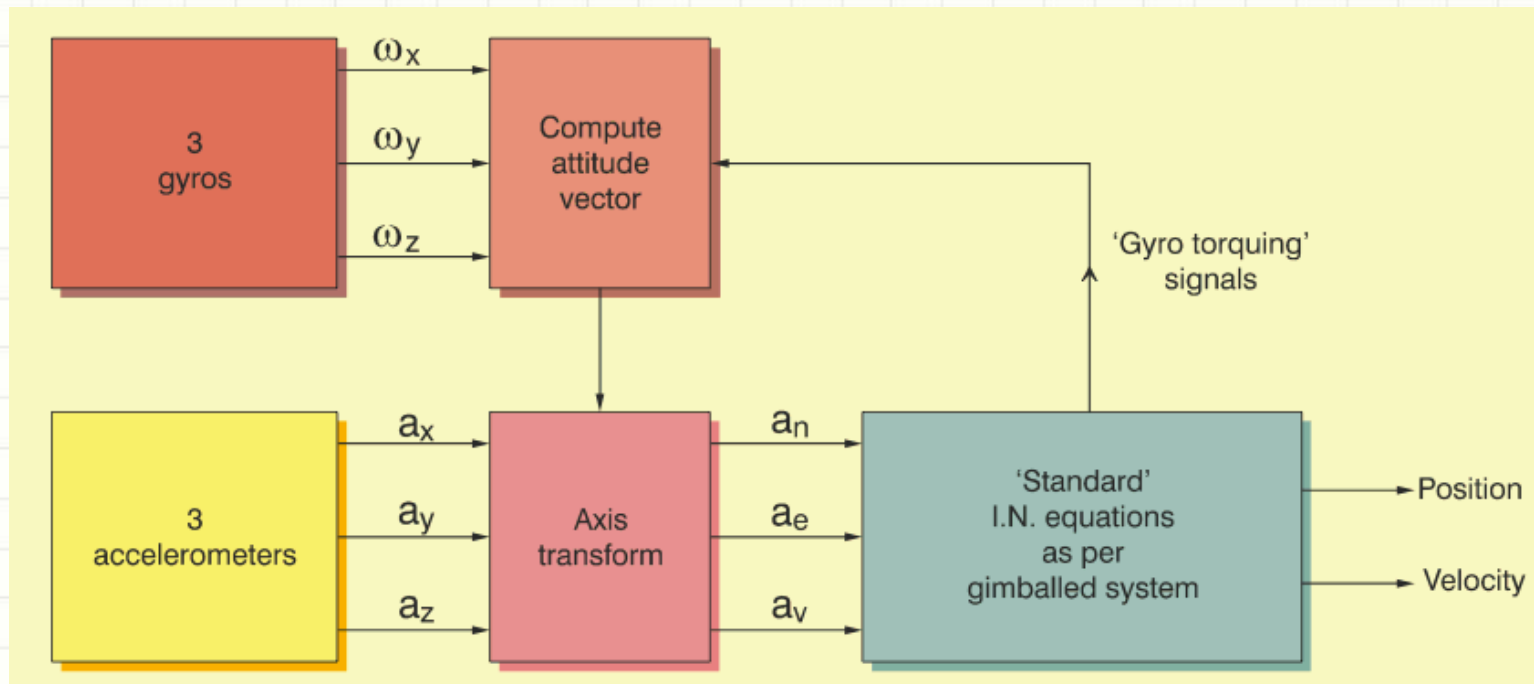 3
gyros
ωx
ωy
ωz
Compute
attitude
vector
‘Gyro torquing’
signals
3
accelerometers
ax
ay
az
Axis
transform
an
ae
av
‘Standard’
I.N. equations
as per
gimballed system
Position
Velocity